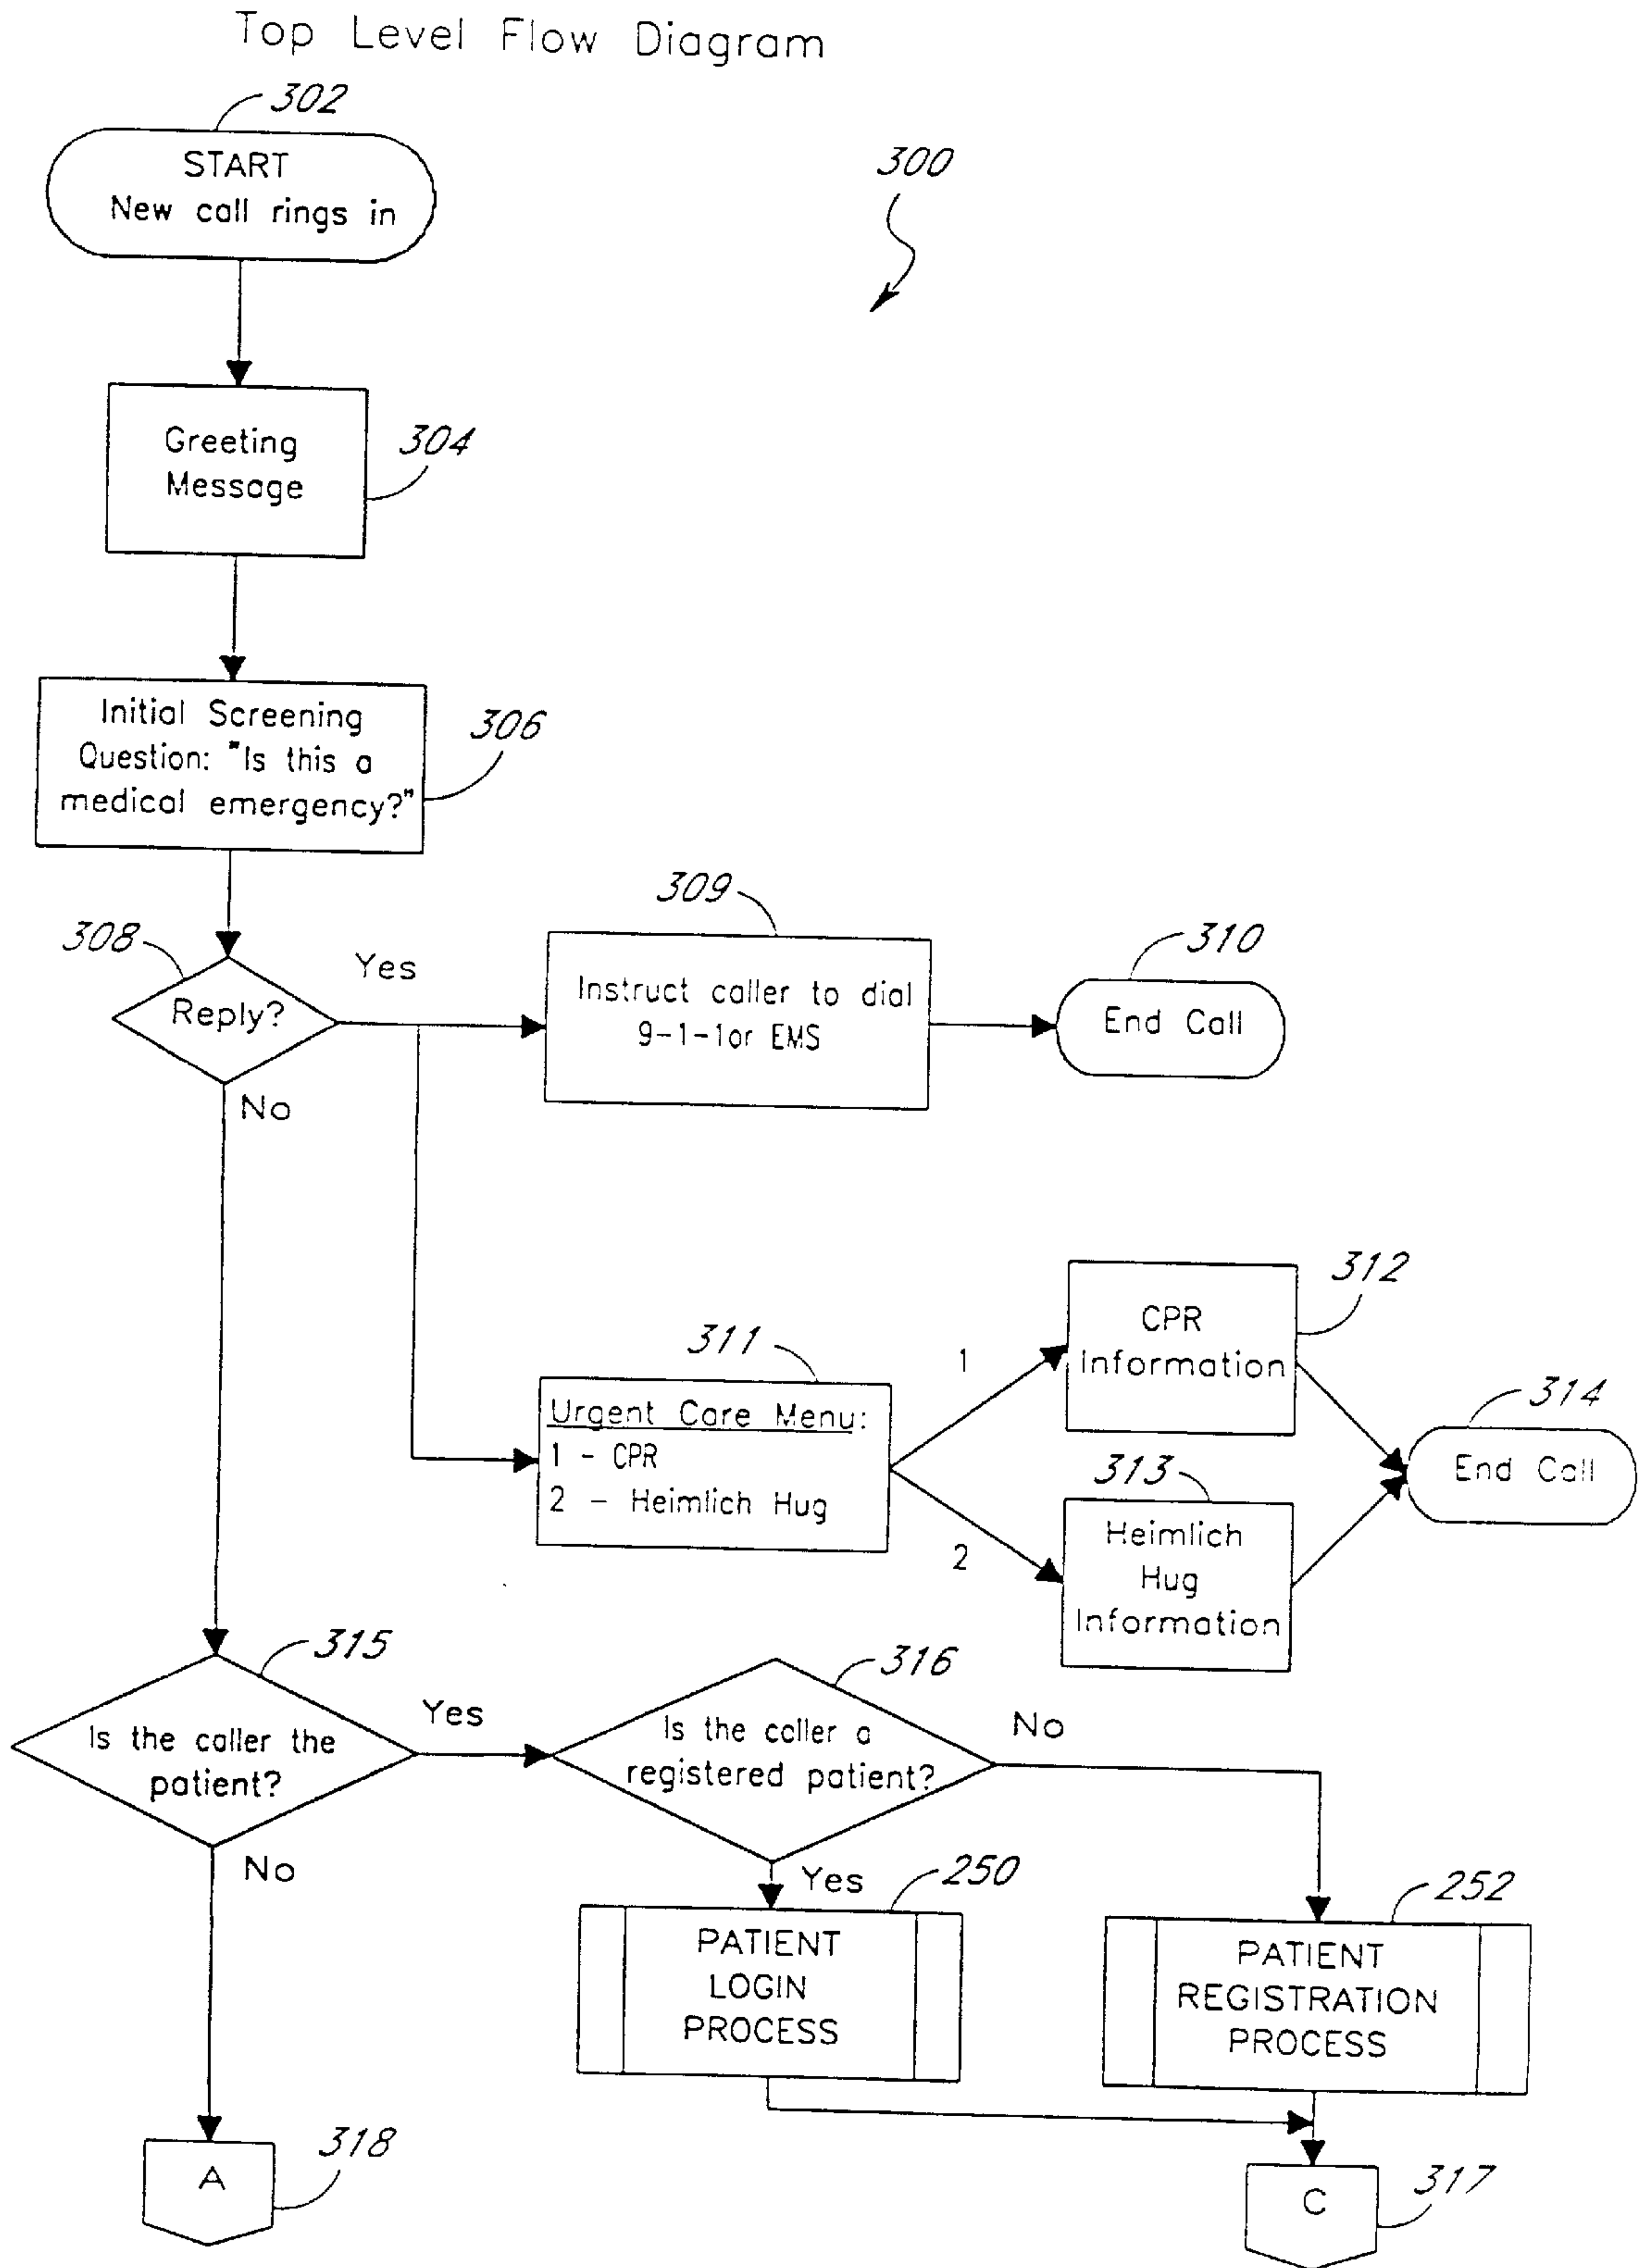 Top Level Flow Diagram
302
START
New call rings in
300
Greeting
Message
304
Initial Screening
Question: "Is this a
medical emergency?"
306
308
Reply?
Yes
No
309
Instruct caller to dial
9-1-1or EMS
310
End Call
311
Urgent Care Menu:
1 - CPR
2 - Heimlich Hug
1
2
312
CPR
Information
313
Heimlich
Hug
Information
314
End Call
315
Is the caller the
patient?
Yes
No
316
Is the caller a
registered patient?
No
Yes
250
PATIENT
LOGIN
PROCESS
252
PATIENT
REGISTRATION
PROCESS
A
318
C
317